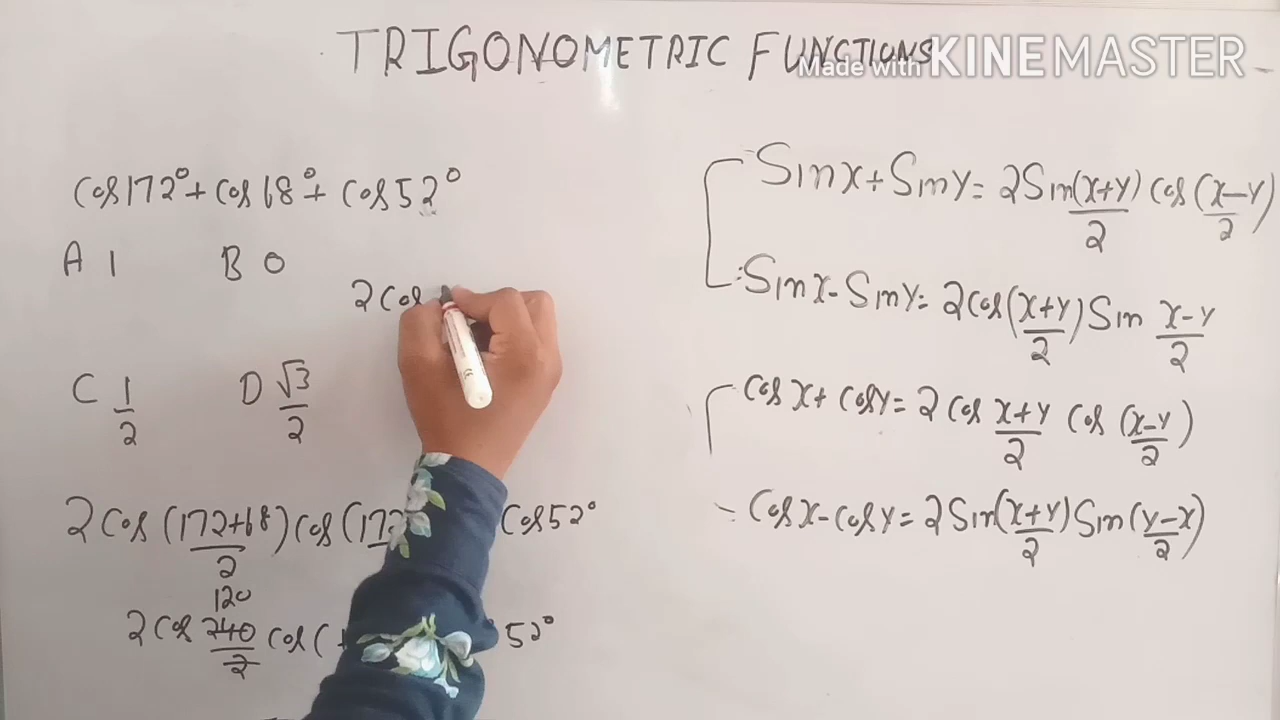 TRIGONOMETRIC FUNCTIONS
Made with KINEMASTER
Cos172° + Cos 68° + Cos 52°
A 1 B 0
C 1/2 D √3/2
2 Cos
2 Cos (172+68)/2 Cos (172 Cos 52°
120
2 Cos 240/2 Cos ( 52°
Sin x + Sin y = 2 Sin (x+y)/2 Cos (x-y)/2
Sin x - Sin y = 2 Cos (x+y)/2 Sin x-y/2
Cos x + Cos y = 2 Cos x+y/2 Cos (x-y/2)
Cos x - Cos y = 2 Sin (x+y)/2 Sin (y-x/2)